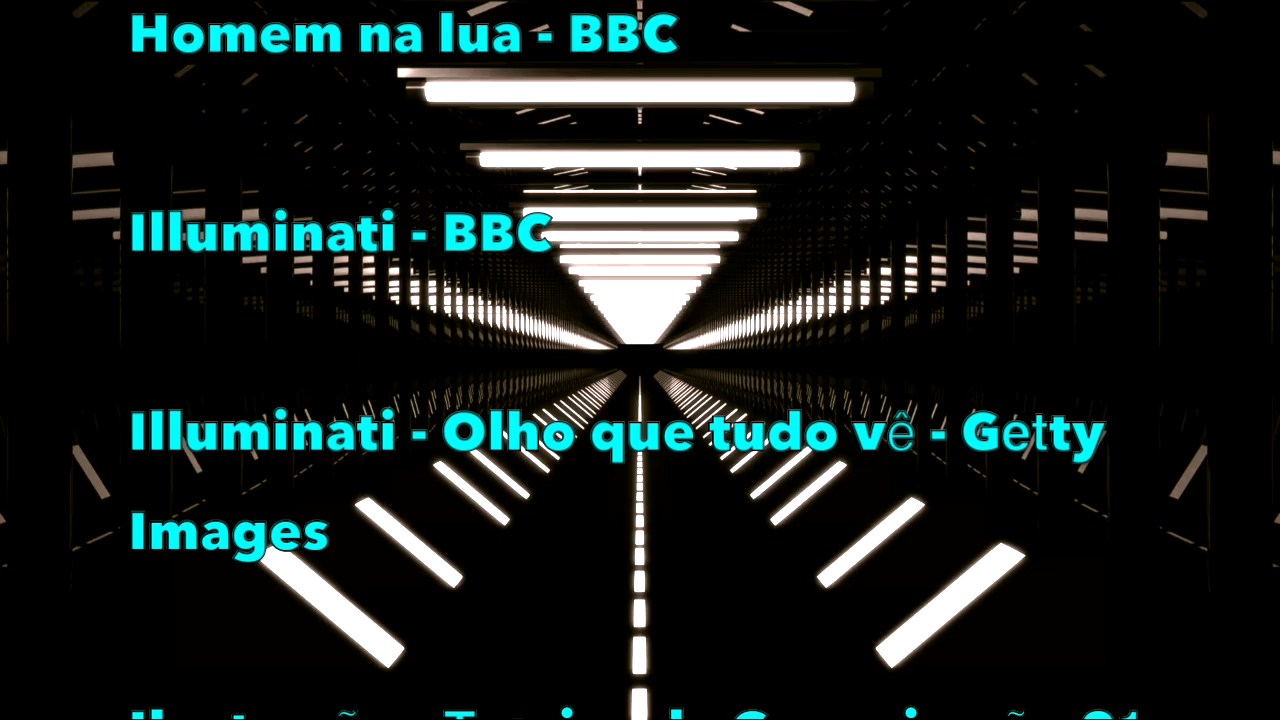 Homem na lua - BBC
Illuminati - BBC
Illuminati - Olho que tudo vê - Getty
Images